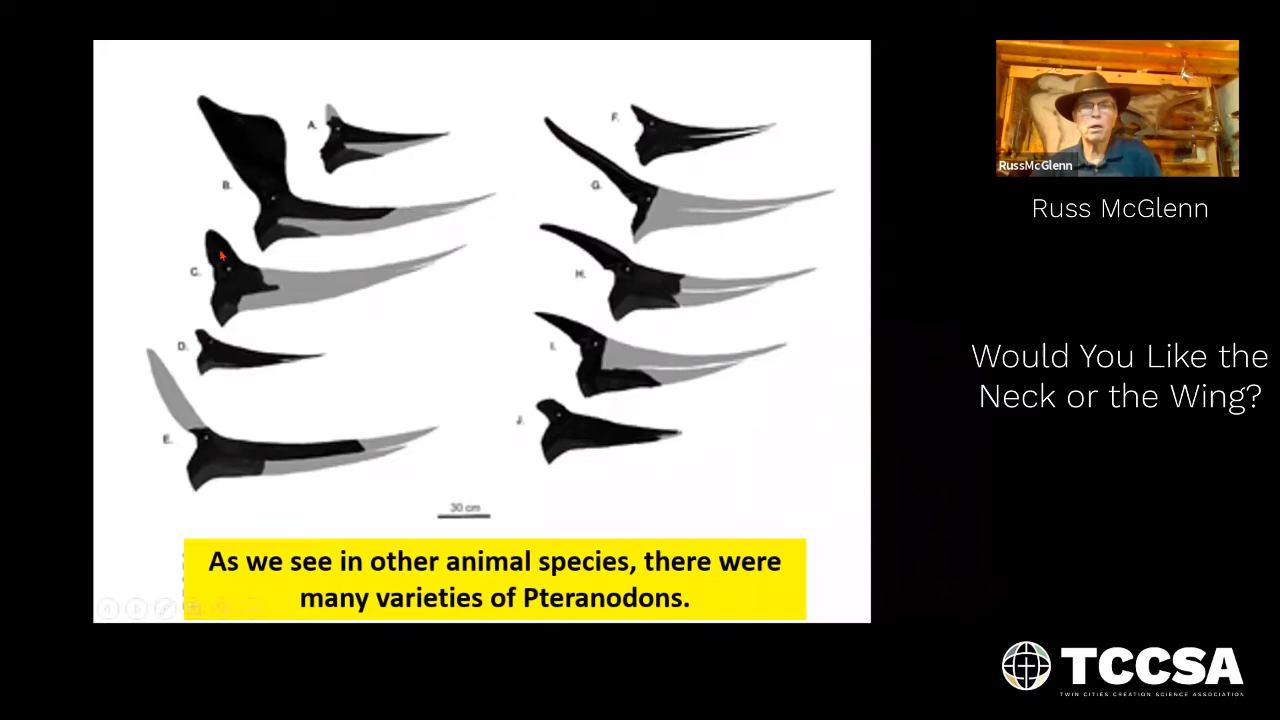 A.
B.
C.
D.
E.
F.
G.
H.
I.
J.
30 cm
As we see in other animal species, there were
many varieties of Pteranodons.
RussMcGlenn
Russ McGlenn
Would You Like the
Neck or the Wing?
TCCSA
TWIN CITIES CREATION SCIENCE ASSOCIATION